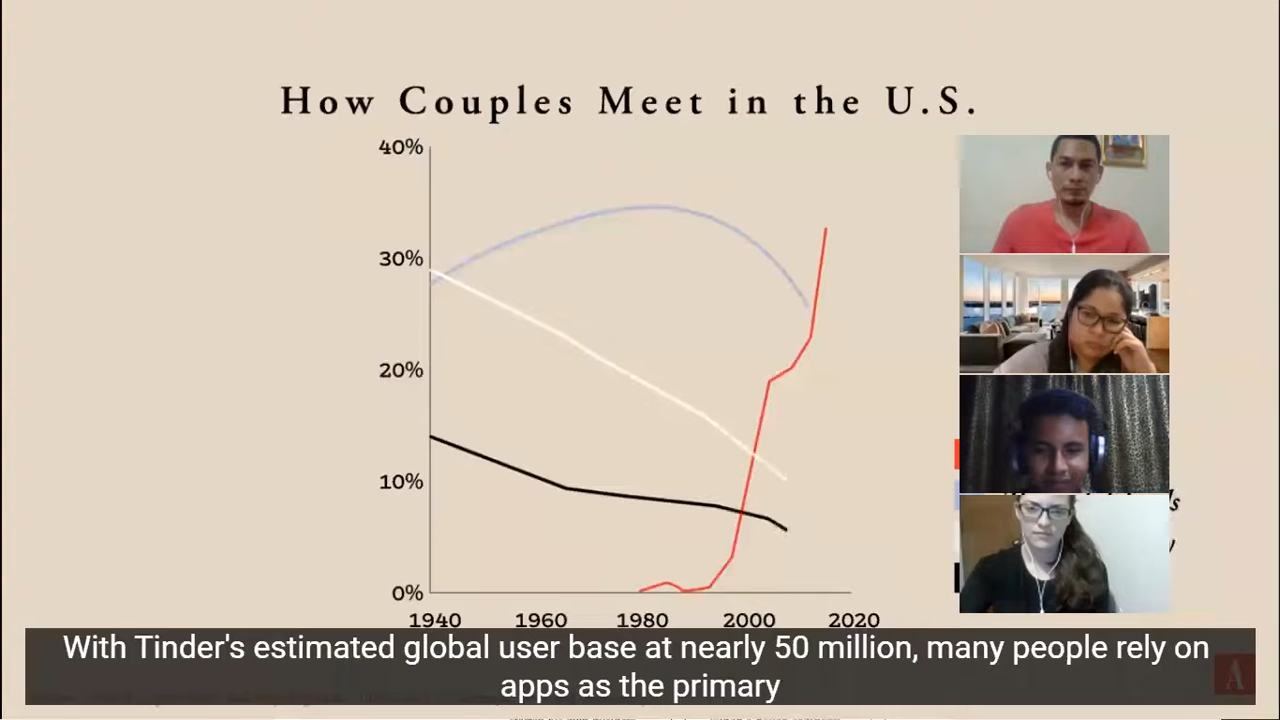 How Couples Meet in the U.S.
40%
30%
20%
10%
0%
1940 1960 1980 2000 2020
With Tinder's estimated global user base at nearly 50 million, many people rely on
apps as the primary
A